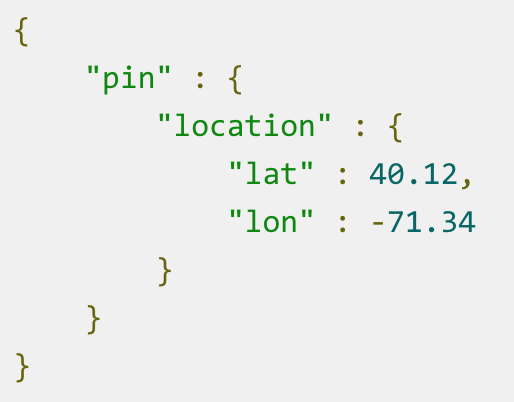 {
    "pin" : {
        "location" : {
            "lat" : 40.12,
            "lon" : -71.34
        }
    }
}